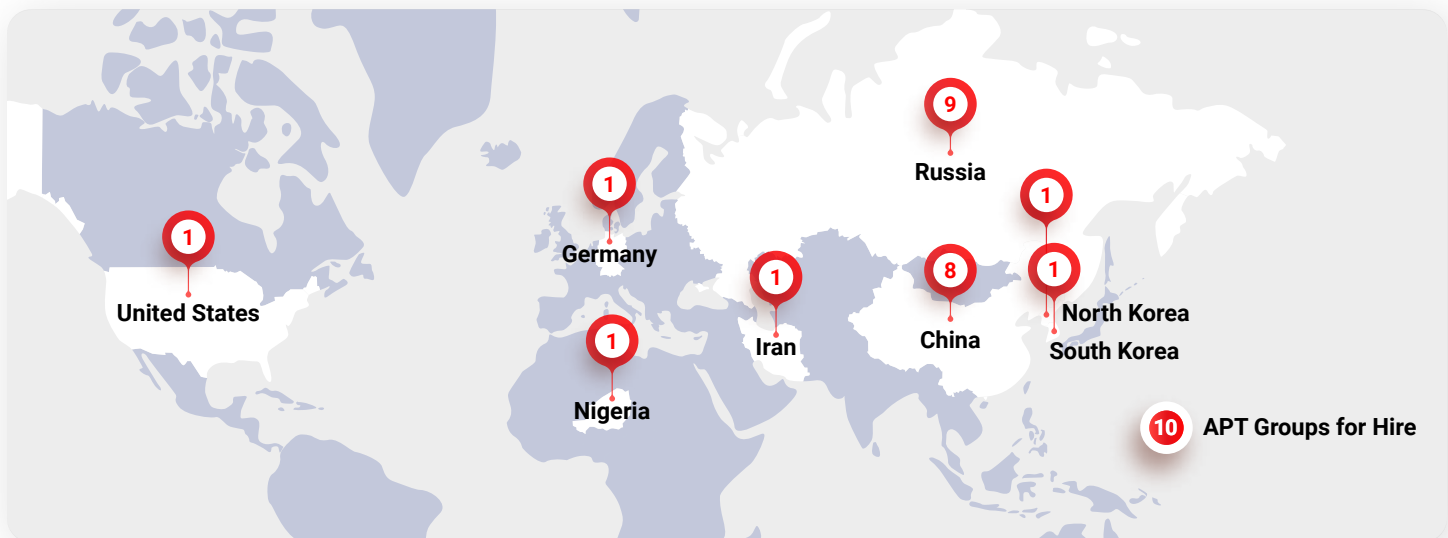 9
Russia
1
Germany
1
1
United States
1
Iran
8
China
1
North Korea
South Korea
1
Nigeria
10 APT Groups for Hire